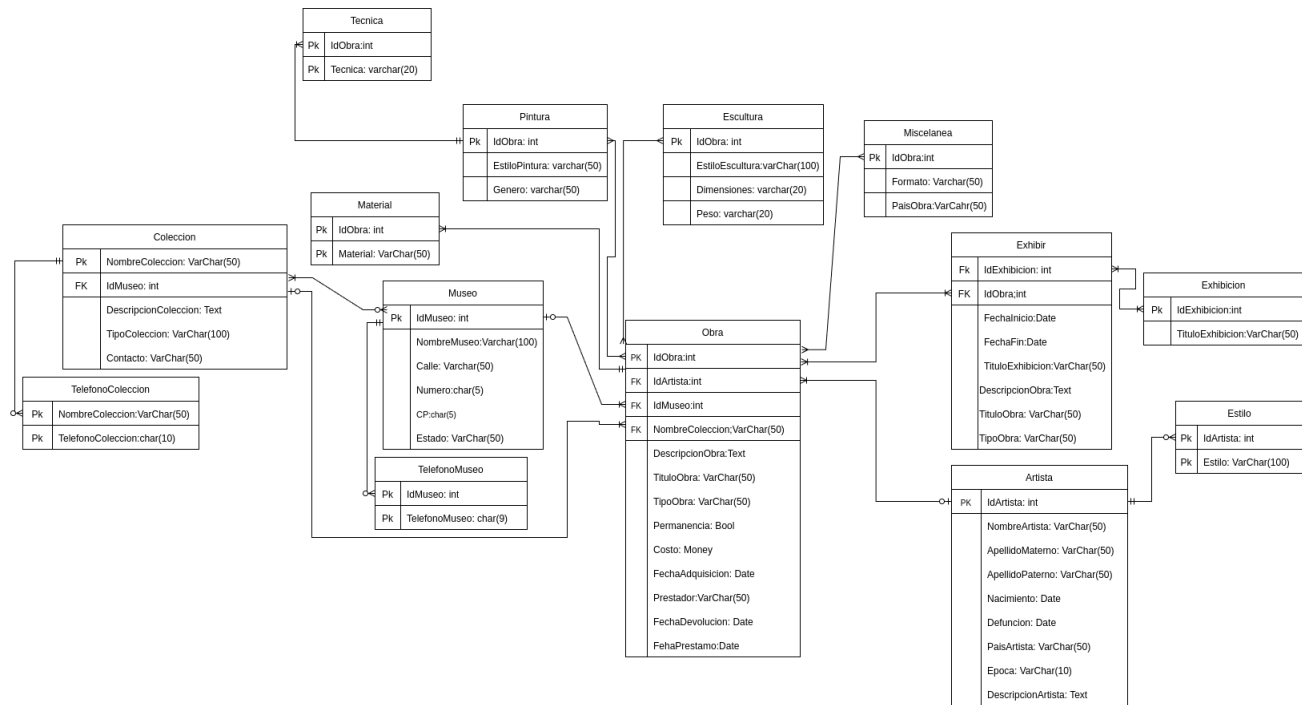 Tecnica
Pk IdObra:int
Pk Tecnica: varchar(20)
Pintura
Pk IdObra: int
EstiloPintura: varchar(50)
Genero: varchar(50)
Escultura
Pk IdObra: int
EstiloEscultura:varChar(100)
Dimensiones: varchar(20)
Peso: varchar(20)
Miscelanea
Pk IdObra:int
Formato: Varchar(50)
PaisObra:VarCahr(50)
Material
Pk IdObra: int
Pk Material: VarChar(50)
Coleccion
Pk NombreColeccion: VarChar(50)
FK IdMuseo: int
DescripcionColeccion: Text
TipoColeccion: VarChar(100)
Contacto: VarChar(50)
TelefonoColeccion
Pk NombreColeccion:VarChar(50)
Pk TelefonoColeccion:char(10)
Museo
Pk IdMuseo: int
NombreMuseo:Varchar(100)
Calle: Varchar(50)
Numero:char(5)
CP:char(5)
Estado: VarChar(50)
TelefonoMuseo
Pk IdMuseo: int
Pk TelefonoMuseo: char(9)
Obra
PK IdObra:int
FK IdArtista:int
FK IdMuseo:int
FK NombreColeccion;VarChar(50)
DescripcionObra:Text
TituloObra: VarChar(50)
TipoObra: VarChar(50)
Permanencia: Bool
Costo: Money
FechaAdquisicion: Date
Prestador:VarChar(50)
FechaDevolucion: Date
FehaPrestamo:Date
Exhibir
Fk IdExhibicion: int
FK IdObra;int
FechaInicio:Date
FechaFin:Date
TituloExhibicion:VarChar(50)
DescripcionObra:Text
TituloObra: VarChar(50)
TipoObra: VarChar(50)
Exhibicion
Pk IdExhibicion:int
TituloExhibicion:VarChar(50)
Estilo
Pk IdArtista: int
Pk Estilo: VarChar(100)
Artista
PK IdArtista: int
NombreArtista: VarChar(50)
ApellidoMaterno: VarChar(50)
ApellidoPaterno: VarChar(50)
Nacimiento: Date
Defuncion: Date
PaisArtista: VarChar(50)
Epoca: VarChar(10)
DescripcionArtista: Text